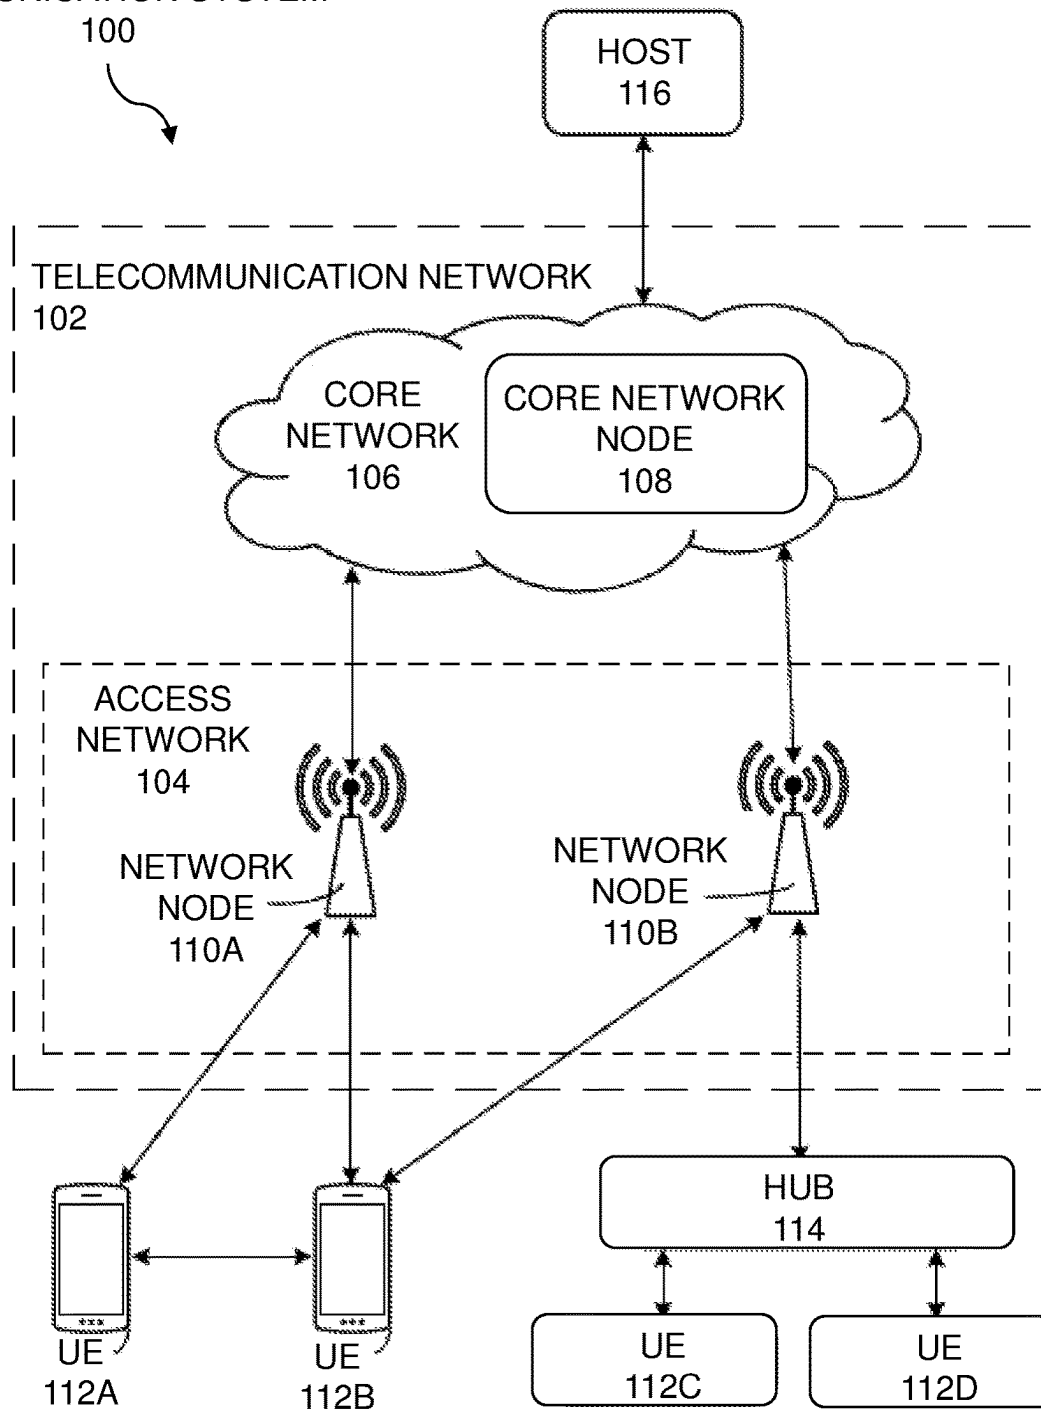 100
HOST
116
TELECOMMUNICATION NETWORK
102
CORE
NETWORK
106
CORE NETWORK
NODE
108
ACCESS
NETWORK
104
NETWORK
NODE
110A
NETWORK
NODE
110B
HUB
114
UE
112A
UE
112B
UE
112C
UE
112D